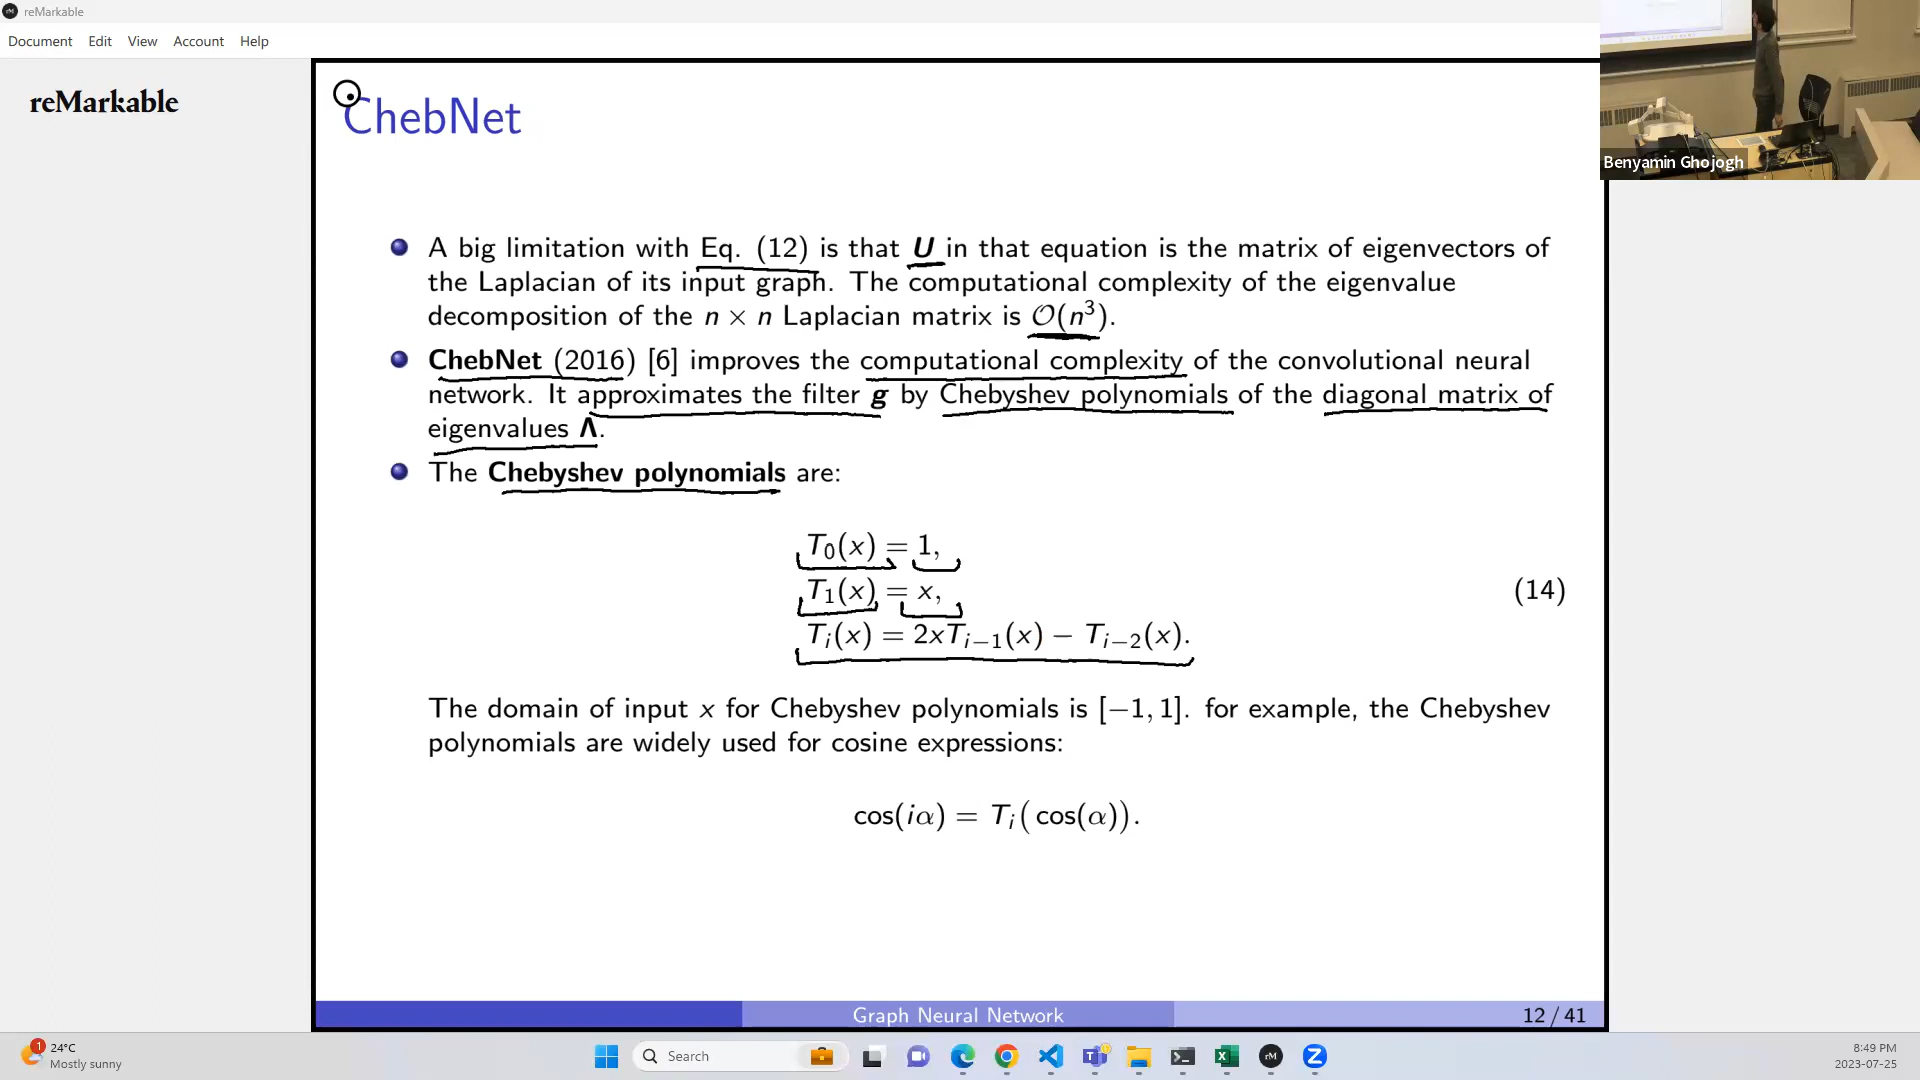 reMarkable
Document Edit View Account Help
reMarkable
ChebNet
Benyamin Ghojogh
A big limitation with Eq. (12) is that U in that equation is the matrix of eigenvectors of
the Laplacian of its input graph. The computational complexity of the eigenvalue
decomposition of the n × n Laplacian matrix is O(n³).
ChebNet (2016) [6] improves the computational complexity of the convolutional neural
network. It approximates the filter g by Chebyshev polynomials of the diagonal matrix of
eigenvalues Λ.
The Chebyshev polynomials are:
T₀(x) = 1,
T₁(x) = x,
(14)
Tᵢ(x) = 2xTᵢ₋₁(x) − Tᵢ₋₂(x).
The domain of input x for Chebyshev polynomials is [−1, 1]. for example, the Chebyshev
polynomials are widely used for cosine expressions:
cos(iα) = Tᵢ(cos(α)).
Graph Neural Network
12 / 41
1
24°C
Mostly sunny
Search
rM
8:49 PM
2023-07-25